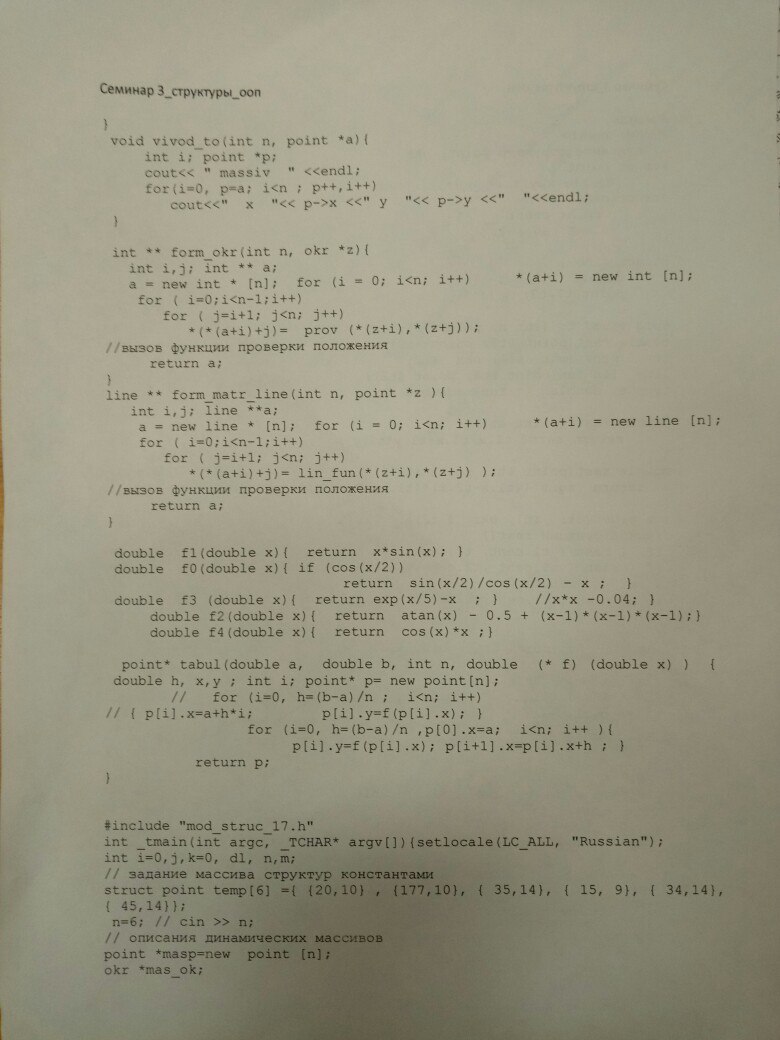 Семинар 3_структуры_ооп
}
void vivod_to(int n, point *a){
int i; point *p;
cout<< " massiv  " <<endl;
for(i=0, p=a; i<n ; p++,i++)
cout<<"  x  "<< p->x <<" y  "<< p->y <<"  "<<endl;
}
int ** form_okr(int n, okr *z){
int i,j; int ** a;
a = new int * [n];  for (i = 0; i<n; i++)     *(a+i) = new int [n];
for ( i=0;i<n-1;i++)
for ( j=i+1; j<n; j++)
*(*(a+i)+j)=  prov (*(z+i),*(z+j));
//вызов функции проверки положения
return a;
}
line ** form_matr_line(int n, point *z ){
int i,j; line **a;
a = new line * [n];  for (i = 0; i<n; i++)     *(a+i) = new line [n];
for ( i=0;i<n-1;i++)
for ( j=i+1; j<n; j++)
*(*(a+i)+j)= lin_fun(*(z+i),*(z+j) );
//вызов функции проверки положения
return a;
}
double  f1(double x){  return  x*sin(x); }
double  f0(double x){ if (cos(x/2))
return  sin(x/2)/cos(x/2) - x ;  }
double  f3 (double x){  return exp(x/5)-x  ; }    //x*x -0.04; }
double f2(double x){  return  atan(x) - 0.5 + (x-1)*(x-1)*(x-1);}
double f4(double x){  return  cos(x)*x ;}
point* tabul(double a,  double b, int n, double  (* f) (double x) )  {
double h, x,y ; int i; point* p= new point[n];
//   for (i=0, h=(b-a)/n ;  i<n; i++)
// { p[i].x=a+h*i;        p[i].y=f(p[i].x); }
for (i=0, h=(b-a)/n ,p[0].x=a;  i<n; i++ ){
p[i].y=f(p[i].x); p[i+1].x=p[i].x+h ; }
return p;
}
#include "mod_struc_17.h"
int _tmain(int argc, _TCHAR* argv[]){setlocale(LC_ALL, "Russian");
int i=0,j,k=0, dl, n,m;
// задание массива структур константами
struct point temp[6] ={ {20,10} , {177,10}, { 35,14}, { 15, 9}, { 34,14},
{ 45,14}};
n=6; // cin >> n;
// описания динамических массивов
point *masp=new  point [n];
okr *mas_ok;